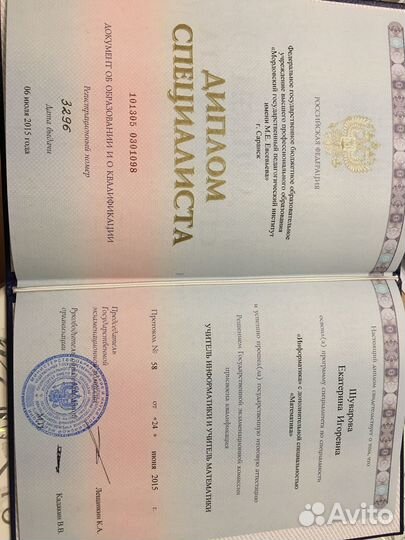 РОССИЙСКАЯ ФЕДЕРАЦИЯ
Федеральное государственное бюджетное образовательное
учреждение высшего профессионального образования
«Мордовский государственный педагогический институт
имени М.Е. Евсевьева»
г. Саранск
ДИПЛОМ
СПЕЦИАЛИСТА
101305 0301098
ДОКУМЕНТ ОБ ОБРАЗОВАНИИ И О КВАЛИФИКАЦИИ
Регистрационный номер
3296
Дата выдачи
06 июля 2015 года
Настоящий диплом свидетельствует о том, что
Шуварова
Екатерина Игоревна
освоил(а) программу специалитета по специальности
«Информатика» с дополнительной специальностью
«Математика»
и успешно прошел(ла) государственную итоговую аттестацию
Решением Государственной экзаменационной комиссии
присвоена квалификация
УЧИТЕЛЬ ИНФОРМАТИКИ И УЧИТЕЛЬ МАТЕМАТИКИ
Протокол № 58 от «24» июня 2015 г.
Председатель
Государственной
экзаменационной комиссии
Лапшкин К.А.
Руководитель
организации
Кадакин В.В.
Avito